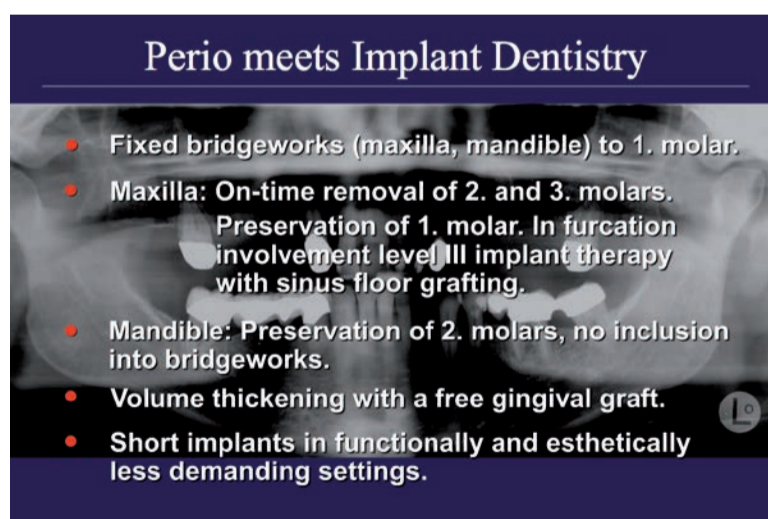 Perio meets Implant Dentistry
• Fixed bridgeworks (maxilla, mandible) to 1. molar.
• Maxilla: On-time removal of 2. and 3. molars.
Preservation of 1. molar. In furcation
involvement level III implant therapy
with sinus floor grafting.
• Mandible: Preservation of 2. molars, no inclusion
into bridgeworks.
• Volume thickening with a free gingival graft.
L
• Short implants in functionally and esthetically
less demanding settings.